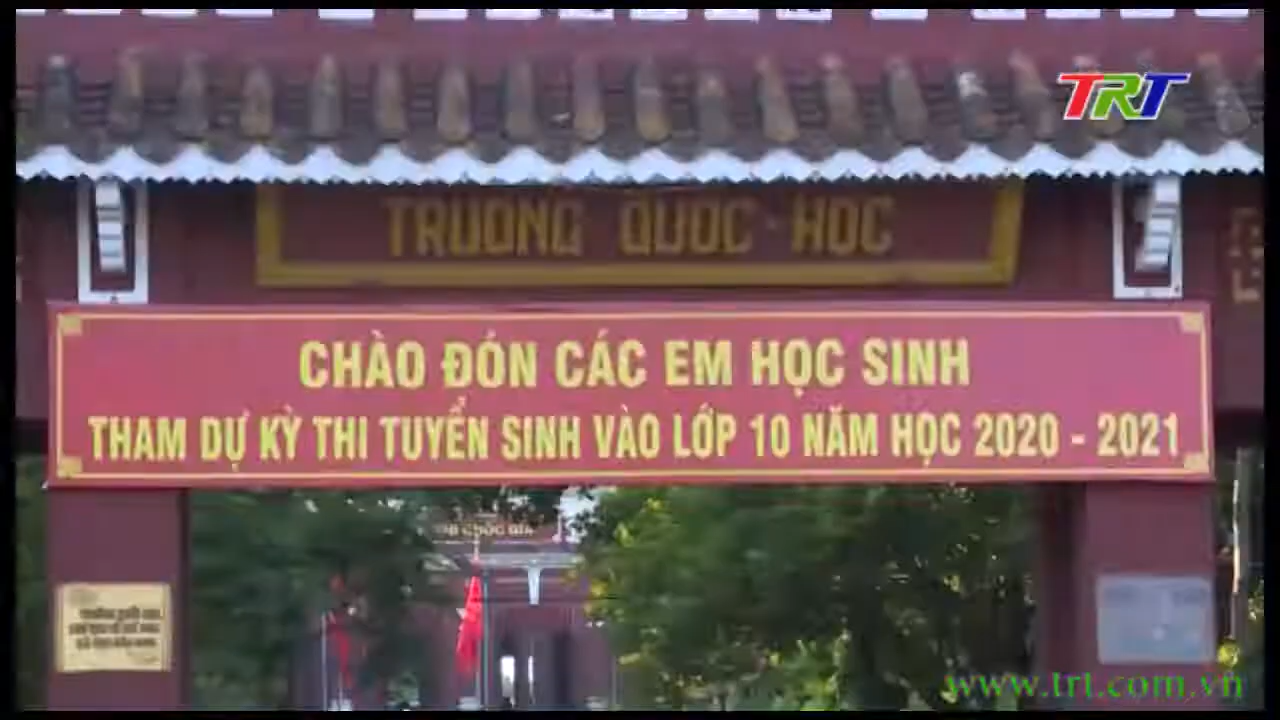 TRT
TRUONG QUOC-HOC
CHÀO ĐÓN CÁC EM HỌC SINH
THAM DỰ KỲ THI TUYỂN SINH VÀO LỚP 10 NĂM HỌC 2020 - 2021
www.trt.com.vn